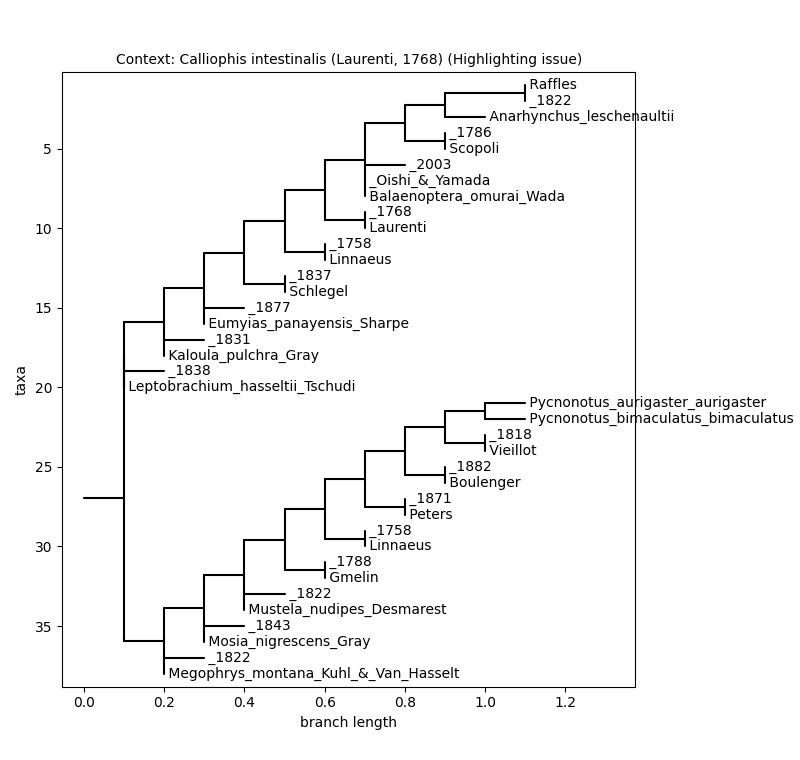 Context: Calliophis intestinalis (Laurenti, 1768) (Highlighting issue)
Raffles
_1822
Anarhynchus_leschenaultii
_1786
Scopoli
_2003
_Oishi_&_Yamada
Balaenoptera_omurai_Wada
_1768
Laurenti
_1758
Linnaeus
_1837
Schlegel
_1877
Eumyias_panayensis_Sharpe
_1831
Kaloula_pulchra_Gray
_1838
Leptobrachium_hasseltii_Tschudi
Pycnonotus_aurigaster_aurigaster
Pycnonotus_bimaculatus_bimaculatus
_1818
Vieillot
_1882
Boulenger
_1871
Peters
_1758
Linnaeus
_1788
Gmelin
_1822
Mustela_nudipes_Desmarest
_1843
Mosia_nigrescens_Gray
_1822
Megophrys_montana_Kuhl_&_Van_Hasselt
5
10
15
20
25
30
35
taxa
0.0 0.2 0.4 0.6 0.8 1.0 1.2
branch length